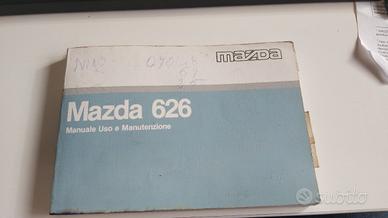 mazda
Mazda 626
Manuale Uso e Manutenzione
subito